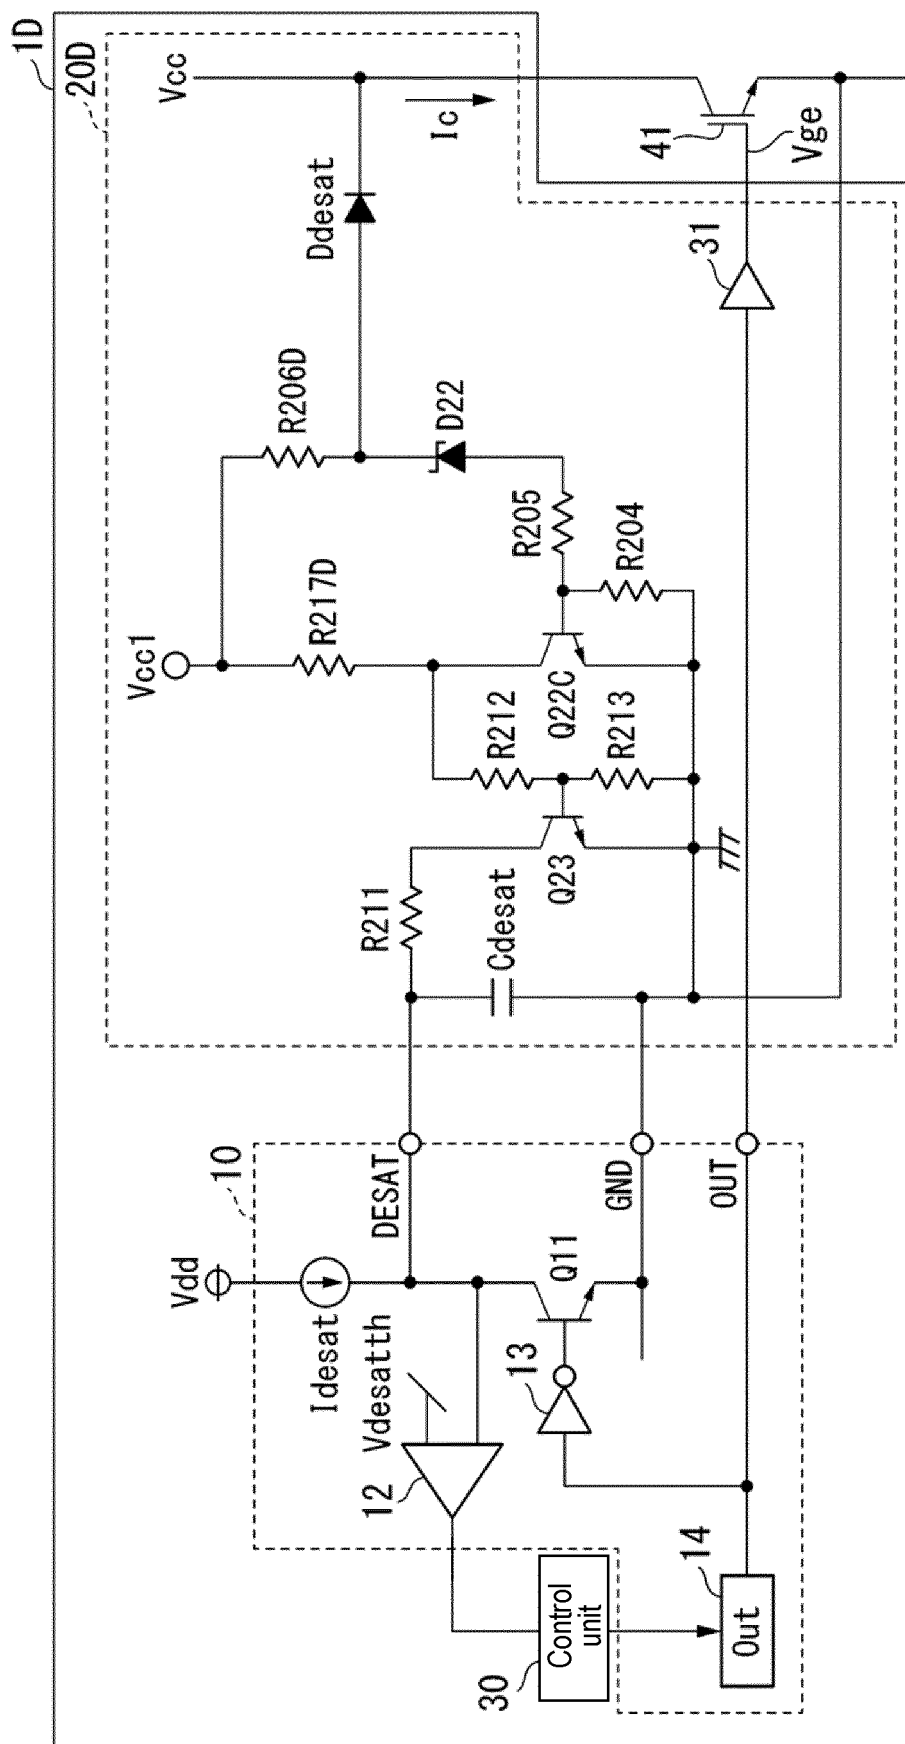 1D
20D
Vcc
Ic
41
Vge
Ddesat
31
R206D
D22
R205
R204
Vcc1
R217D
Q22C
R212
R213
R211
Cdesat
Q23
10
DESAT
GND
OUT
Vdd
Idesat
Q11
Vdesatth
13
12
14
Out
30
Control
unit